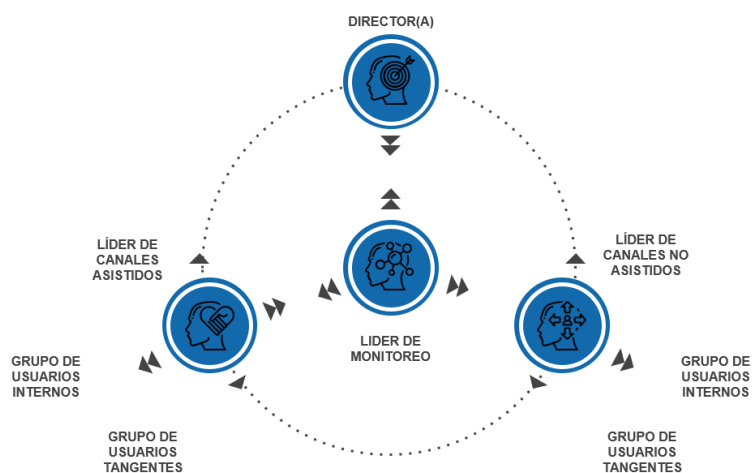 DIRECTOR(A)
LÍDER DE
CANALES
ASISTIDOS
LÍDER DE
CANALES NO
ASISTIDOS
LIDER DE
MONITOREO
GRUPO DE
USUARIOS
INTERNOS
GRUPO DE
USUARIOS
INTERNOS
GRUPO DE
USUARIOS
TANGENTES
GRUPO DE
USUARIOS
TANGENTES